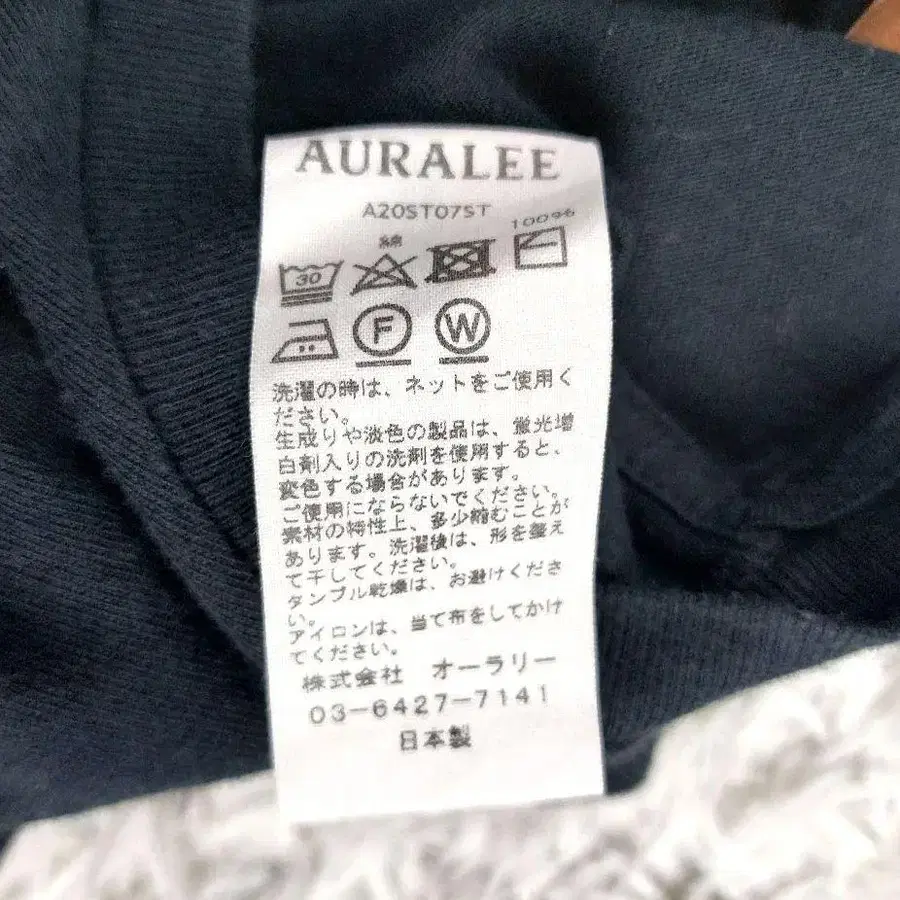 AURALEE
A20ST07ST
綿 100%
30
F W
洗濯の時は、ネットをご使用く
ださい。
生成りや淡色の製品は、蛍光増
白剤入りの洗剤を使用すると、
変色する場合があります。
ご使用にならないでください。
素材の特性上、多少縮むことが
あります。洗濯後は、形を整え
て干してください。
タンブル乾燥は、お避けくださ
い。
アイロンは、当て布をしてかけ
てください。
株式会社 オーラリー
03-6427-7141
日本製